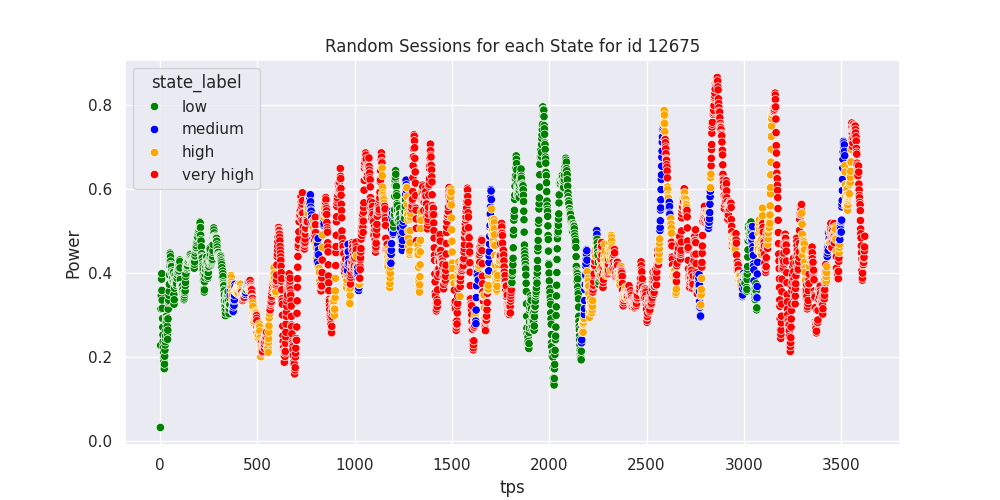 Random Sessions for each State for id 12675
state_label
low
medium
high
very high
Power
0.8
0.6
0.4
0.2
0.0
0 500 1000 1500 2000 2500 3000 3500
tps